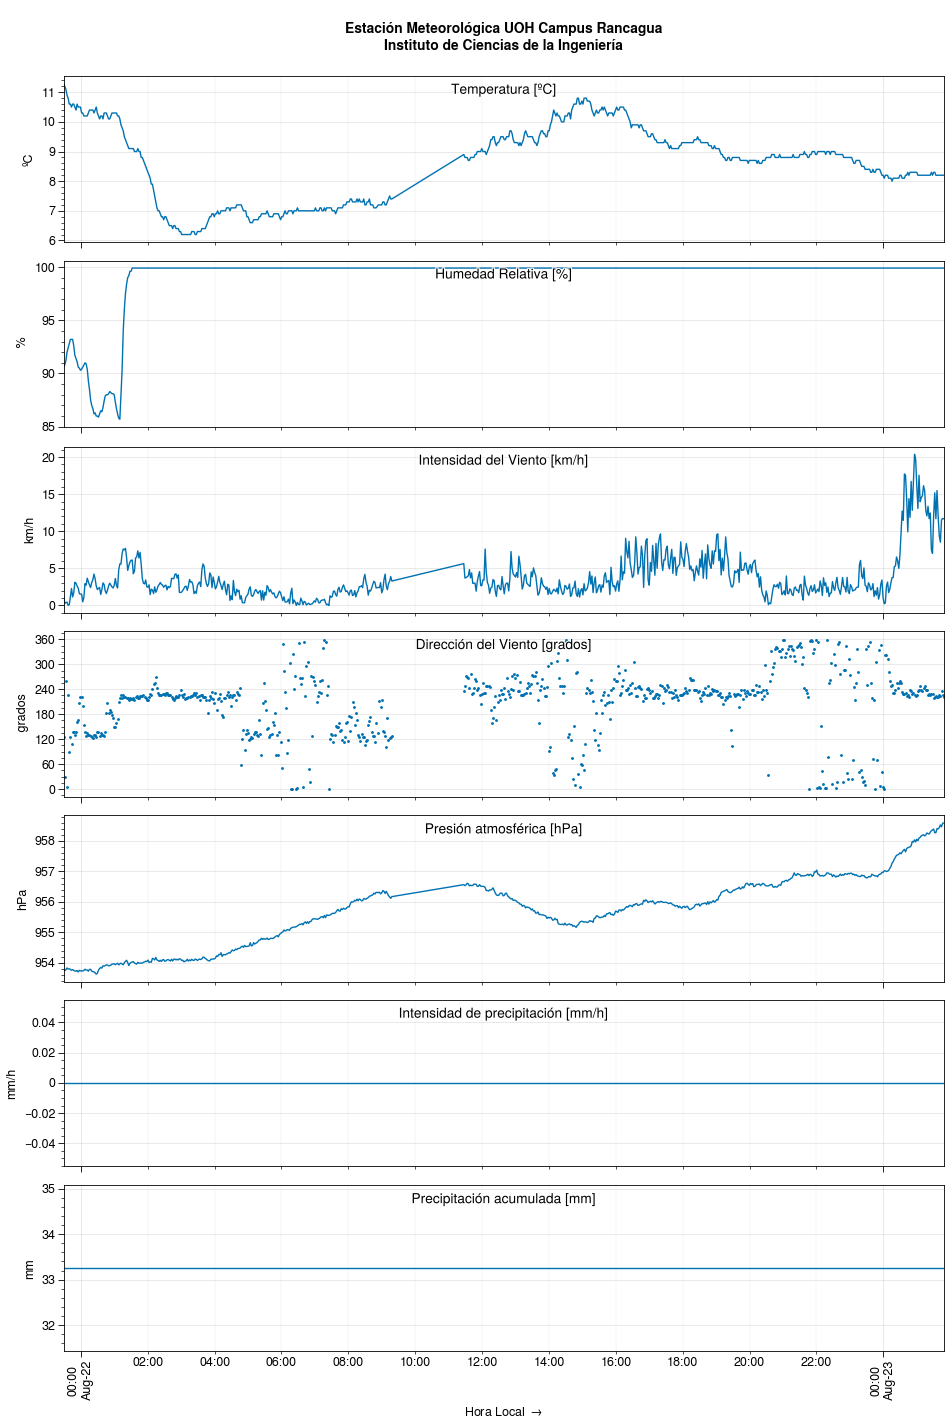 Estación Meteorológica UOH Campus Rancagua
Instituto de Ciencias de la Ingeniería
Temperatura [ºC]
ºC
11
10
9
8
7
6
Humedad Relativa [%]
%
100
95
90
85
Intensidad del Viento [km/h]
km/h
20
15
10
5
0
Dirección del Viento [grados]
grados
360
300
240
180
120
60
0
Presión atmosférica [hPa]
hPa
958
957
956
955
954
Intensidad de precipitación [mm/h]
mm/h
0.04
0.02
0
−0.02
−0.04
Precipitación acumulada [mm]
mm
35
34
33
32
00:00
Aug-22
02:00
04:00
06:00
08:00
10:00
12:00
14:00
16:00
18:00
20:00
22:00
00:00
Aug-23
Hora Local →